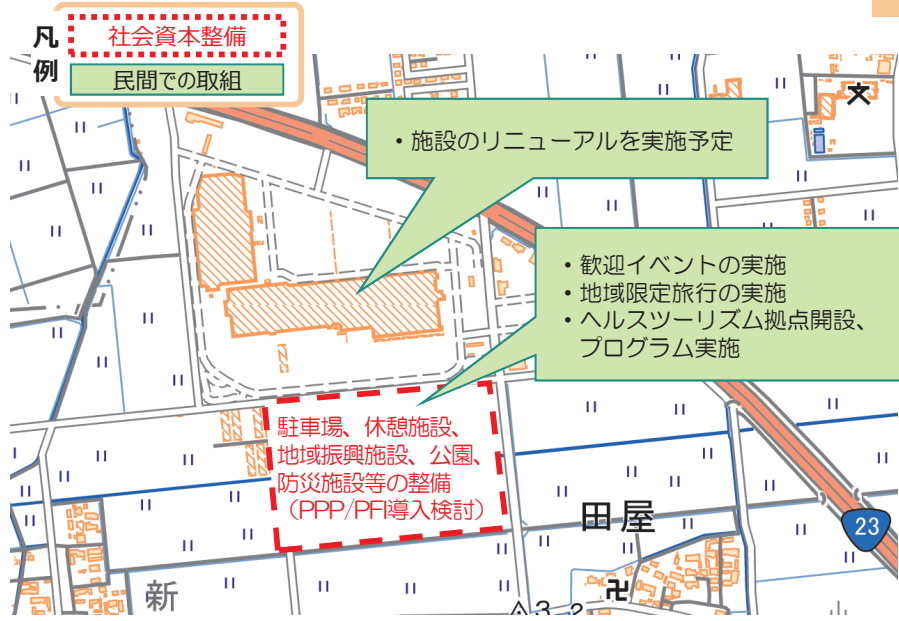 凡例
社会資本整備
民間での取組
・施設のリニューアルを実施予定
・歓迎イベントの実施
・地域限定旅行の実施
・ヘルスツーリズム拠点開設、
プログラム実施
駐車場、休憩施設、
地域振興施設、公園、
防災施設等の整備
（PPP/PFI導入検討）
田屋
23
新
3.2